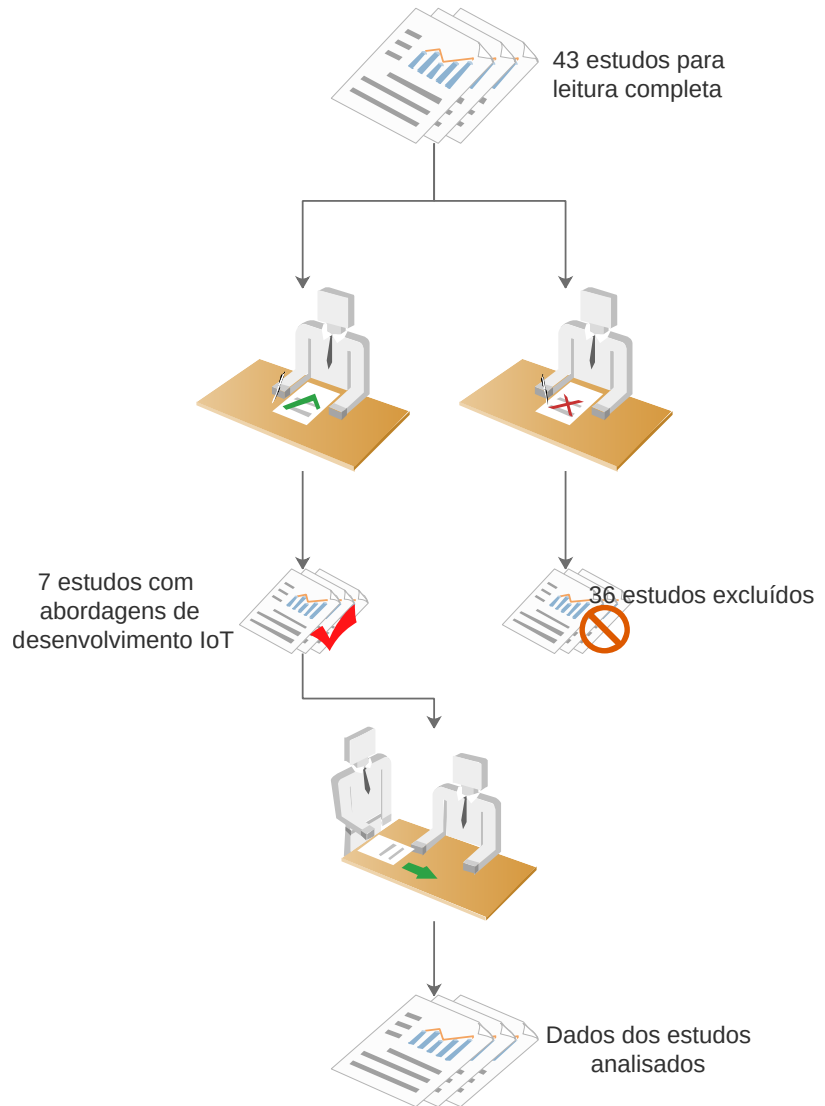 43 estudos para
leitura completa
7 estudos com
abordagens de
desenvolvimento IoT
36 estudos excluídos
Dados dos estudos
analisados